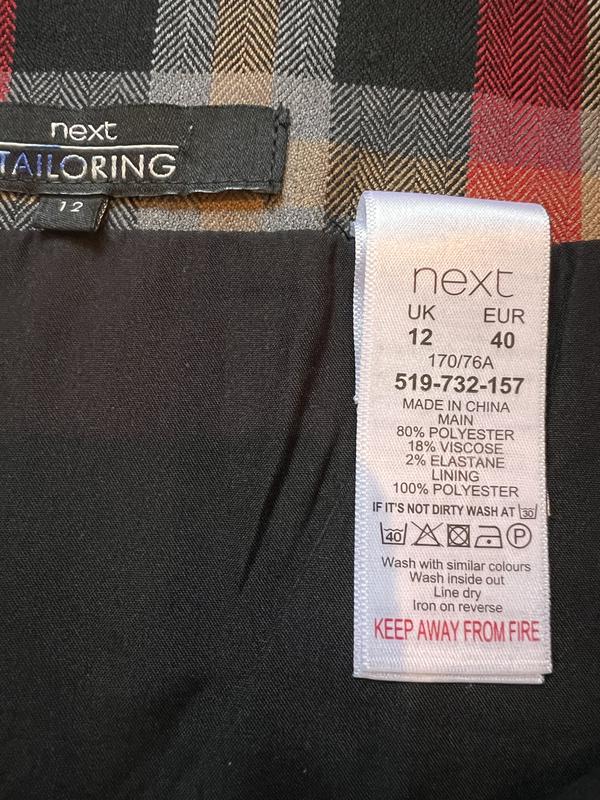 next
TAILORING
12
next
UK EUR
12 40
170/76A
519-732-157
MADE IN CHINA
MAIN
80% POLYESTER
18% VISCOSE
2% ELASTANE
LINING
100% POLYESTER
IF IT'S NOT DIRTY WASH AT 30
40 P
Wash with similar colours
Wash inside out
Line dry
Iron on reverse
KEEP AWAY FROM FIRE